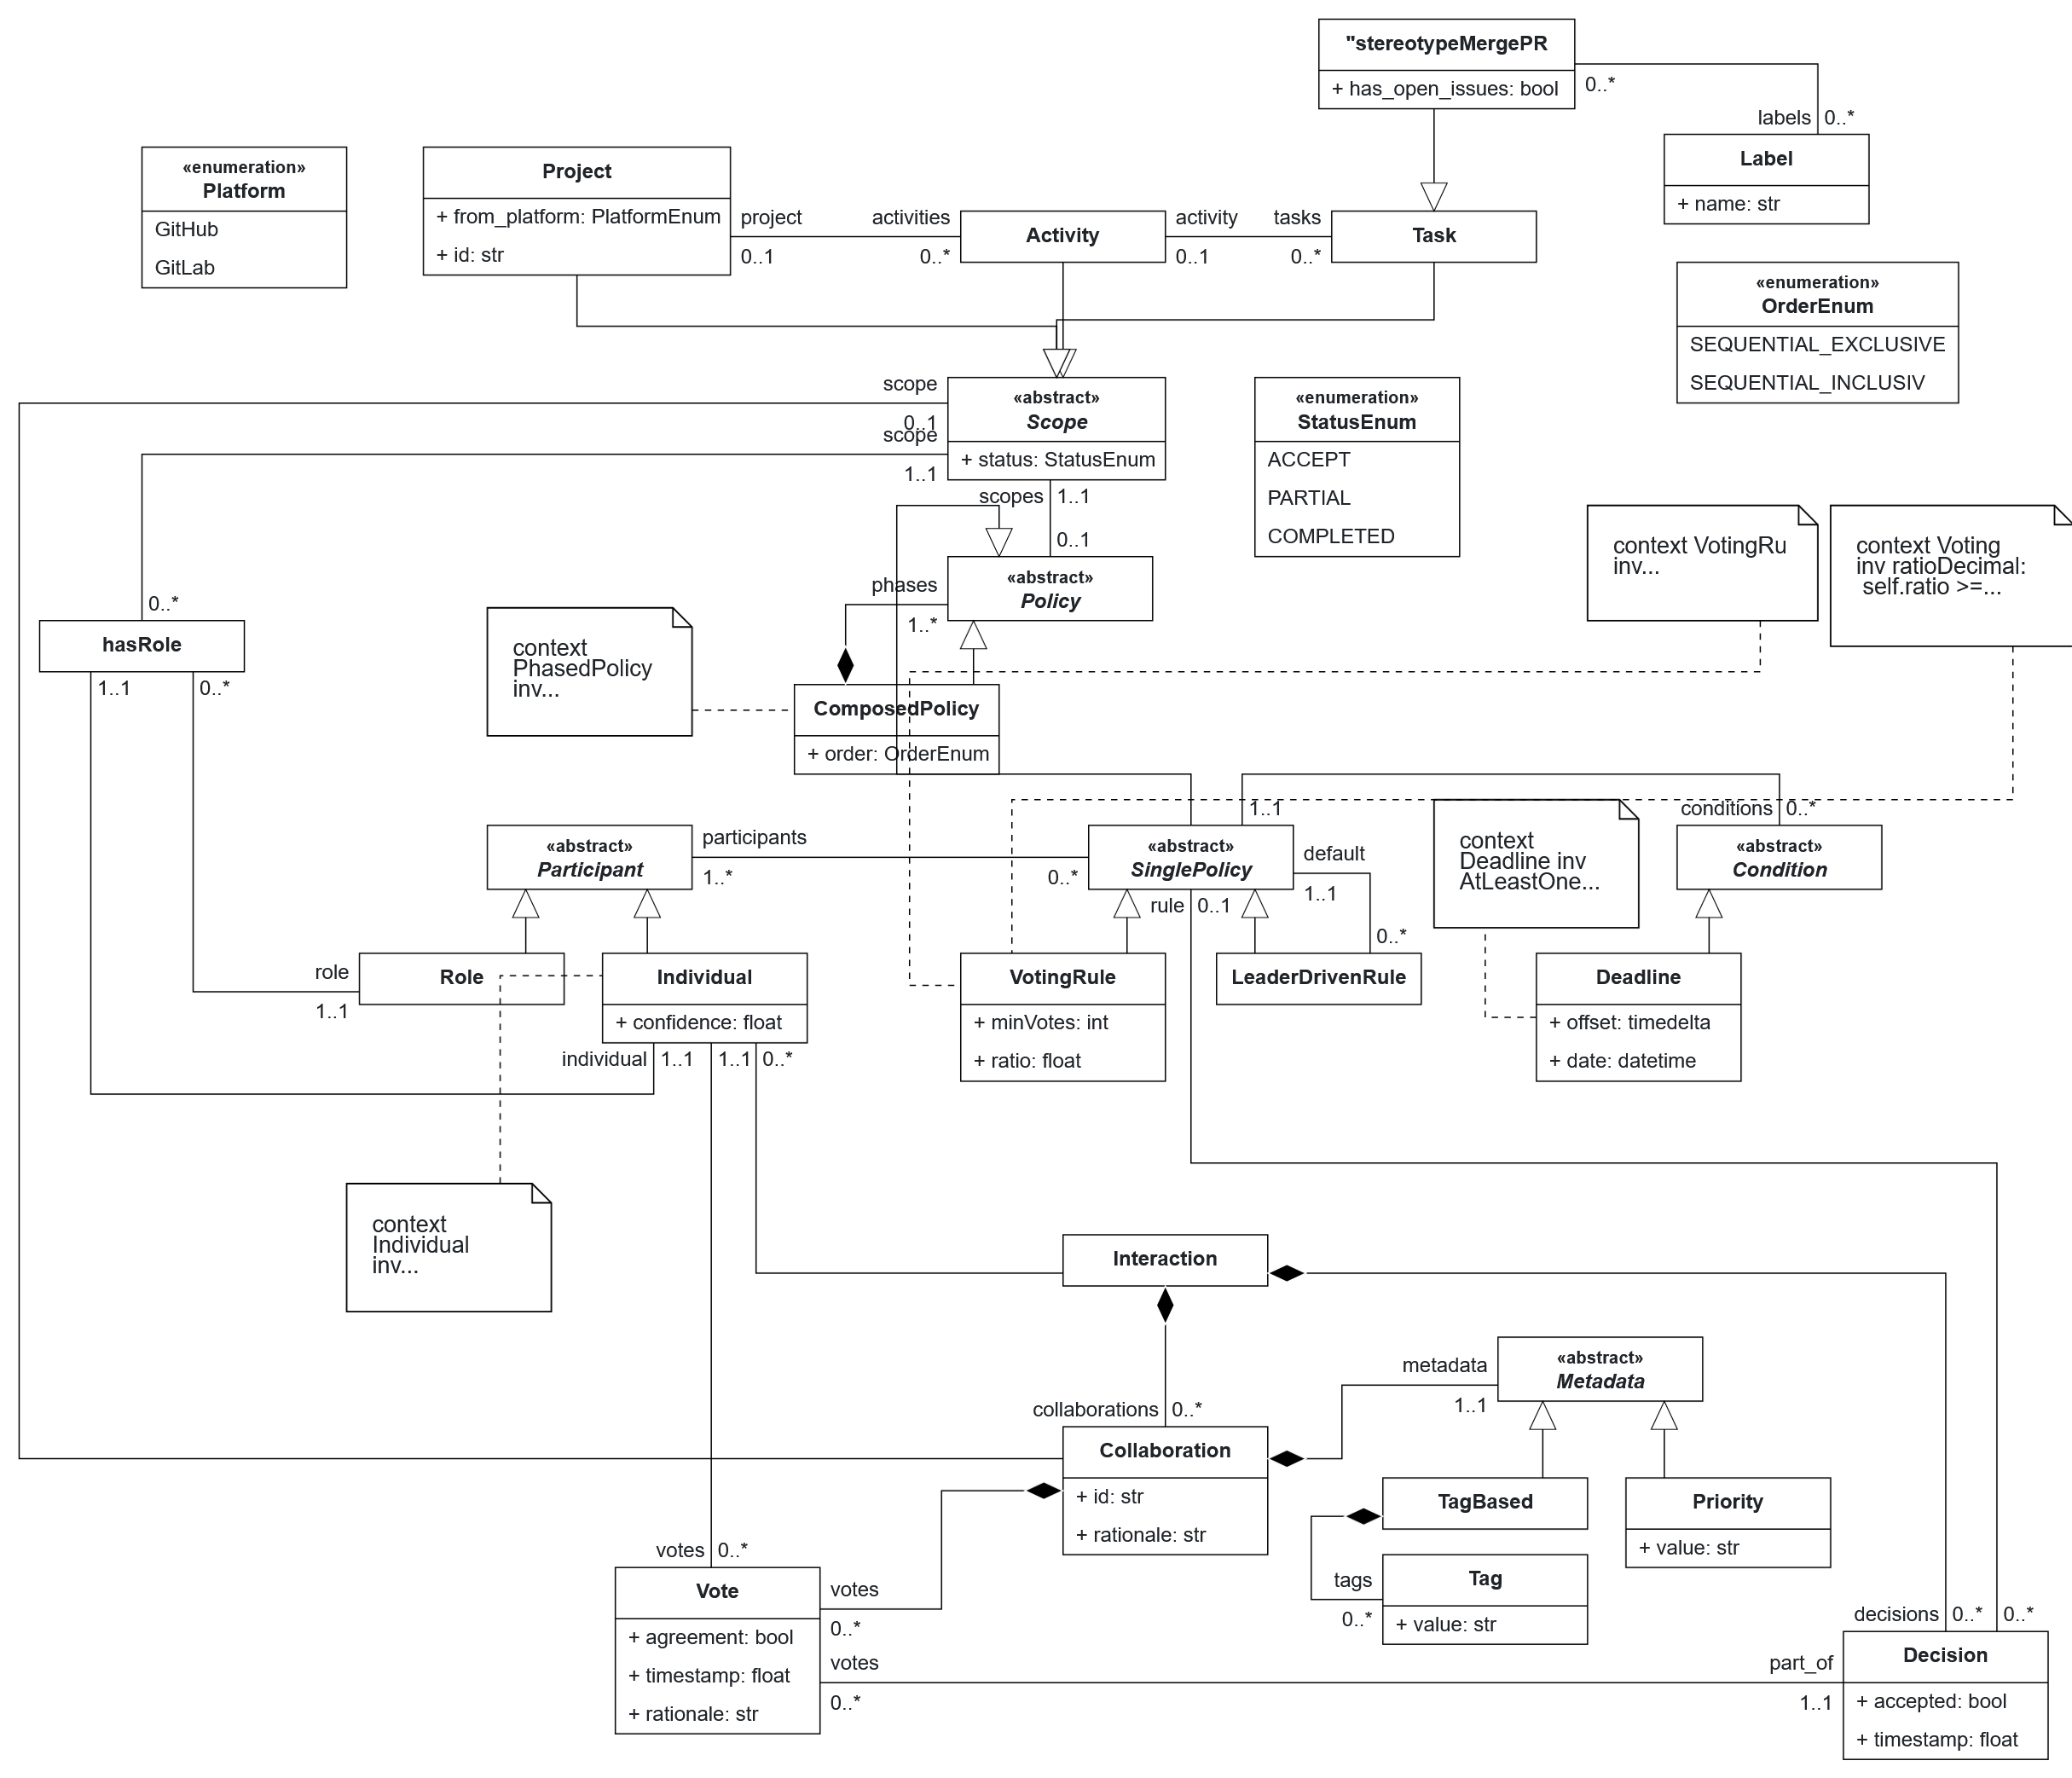 "stereotypeMergePR
+ has_open_issues: bool
0..*
labels
0..*
Label
+ name: str
«enumeration»
Platform
GitHub
GitLab
Project
+ from_platform: PlatformEnum
+ id: str
project
0..1
activities
0..*
Activity
activity
0..1
tasks
0..*
Task
«enumeration»
OrderEnum
SEQUENTIAL_EXCLUSIVE
SEQUENTIAL_INCLUSIV
scope
0..1
scope
1..1
«abstract»
Scope
+ status: StatusEnum
«enumeration»
StatusEnum
ACCEPT
PARTIAL
COMPLETED
scopes
1..1
0..1
context VotingRu
inv...
context Voting
inv ratioDecimal:
self.ratio >=...
phases
1..*
«abstract»
Policy
0..*
hasRole
1..1
0..*
context
PhasedPolicy
inv...
ComposedPolicy
+ order: OrderEnum
1..1
conditions
0..*
«abstract»
Participant
participants
1..*
0..*
«abstract»
SinglePolicy
default
1..1
0..*
rule
0..1
context
Deadline inv
AtLeastOne...
«abstract»
Condition
role
1..1
Role
Individual
+ confidence: float
VotingRule
+ minVotes: int
+ ratio: float
LeaderDrivenRule
Deadline
+ offset: timedelta
+ date: datetime
individual
1..1
1..1
0..*
context
Individual
inv...
Interaction
collaborations
0..*
metadata
1..1
«abstract»
Metadata
Collaboration
+ id: str
+ rationale: str
TagBased
Priority
+ value: str
tags
0..*
Tag
+ value: str
votes
0..*
Vote
+ agreement: bool
+ timestamp: float
+ rationale: str
votes
0..*
votes
0..*
part_of
1..1
decisions
0..*
0..*
Decision
+ accepted: bool
+ timestamp: float